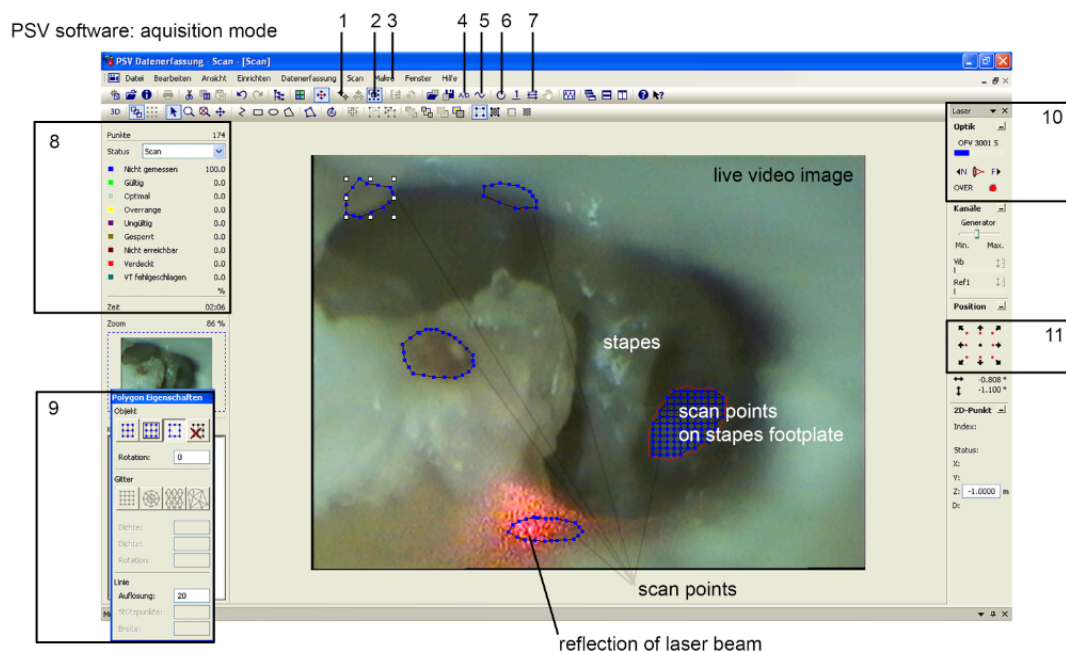 PSV software: aquisition mode
1 2 3 4 5 6 7
PSV Datenerfassung - Scan - [Scan]
Datei Bearbeiten Ansicht Einrichten Datenerfassung Scan Makro Fenster Hilfe
3D
8
Punkte 174
Status Scan
Nicht gemessen 100.0
Gültig 0.0
Optimal 0.0
Overrange 0.0
Ungültig 0.0
Gesperrt 0.0
Nicht erreichbar 0.0
Verdeckt 0.0
VT fehlgeschlagen 0.0
%
Zeit 02:06
Zoom 86 %
9
Polygon Eigenschaften
Objekt
Rotation: 0
Gitter
Dichte:
Dichte:
Rotation:
Linie
Auflösung: 20
Stützpunkte:
Breite:
live video image
stapes
scan points
on stapes footplate
scan points
reflection of laser beam
10
Laser
Optik
OFV 3001 S
N F
OVER
Kanäle
Generator
Min. Max.
Vib
Ref1
Position
11
-0.808 °
-1.100 °
2D-Punkt
Index:
Status:
X:
Y:
Z: -1.0000 m
D: